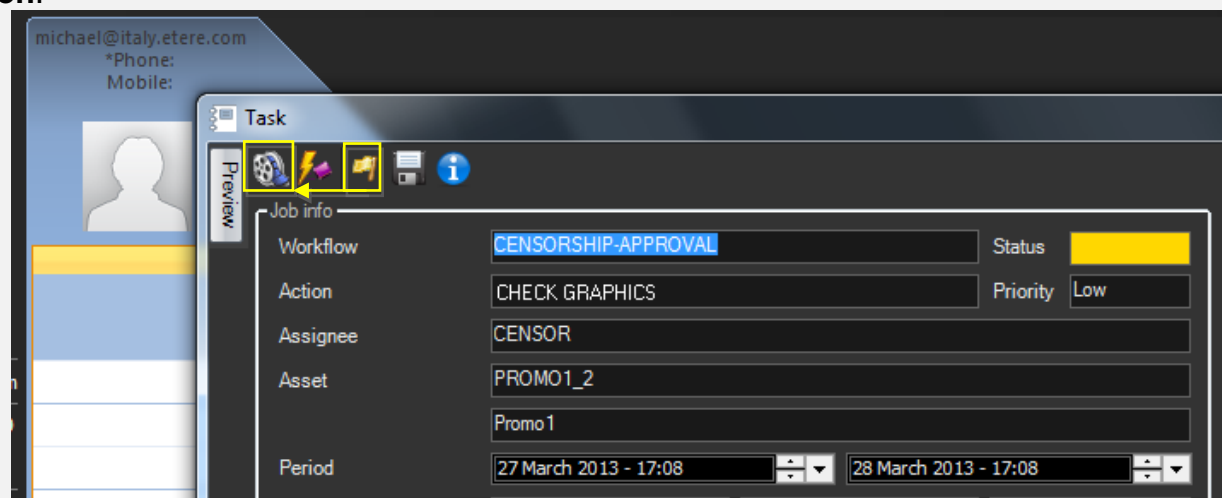 on.
michael@italy.etere.com
*Phone:
Mobile:
Task
Preview
Job info
Workflow CENSORSHIP-APPROVAL Status
Action CHECK GRAPHICS Priority Low
Assignee CENSOR
Asset PROMO1_2
Promo1
Period 27 March 2013 - 17:08 28 March 2013 - 17:08